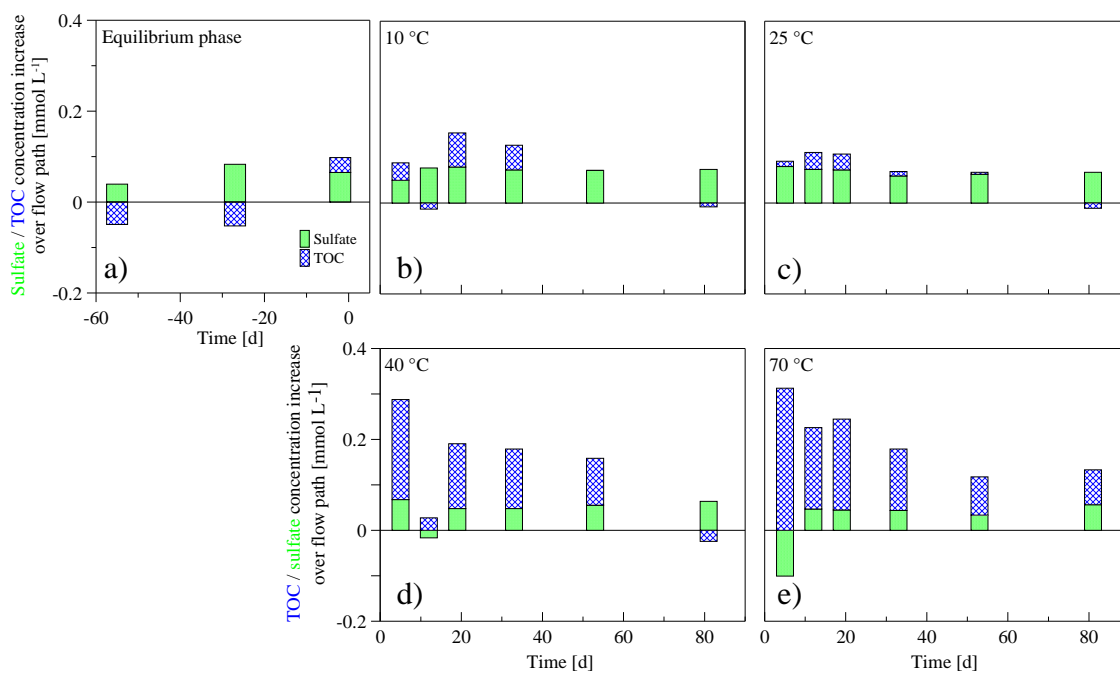 Sulfate / TOC concentration increase
over flow path [mmol L-1]
0.4
0.2
0
-0.2
Equilibrium phase
a)
Sulfate
TOC
-60
-40
-20
0
Time [d]
10 °C
b)
25 °C
c)
TOC / sulfate concentration increase
over flow path [mmol L-1]
0.4
0.2
0
-0.2
40 °C
d)
0
20
40
60
80
Time [d]
70 °C
e)
0
20
40
60
80
Time [d]